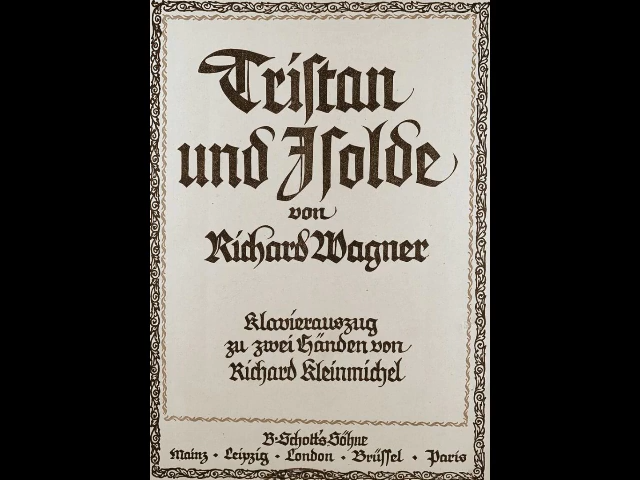 Triſtan
und Iſolde
von
Richard Wagner
Klavierauszug
zu zwei Händen von
Richard Kleinmichel
B·Schott's Söhne
Mainz · Leipzig · London · Brüſſel · Paris